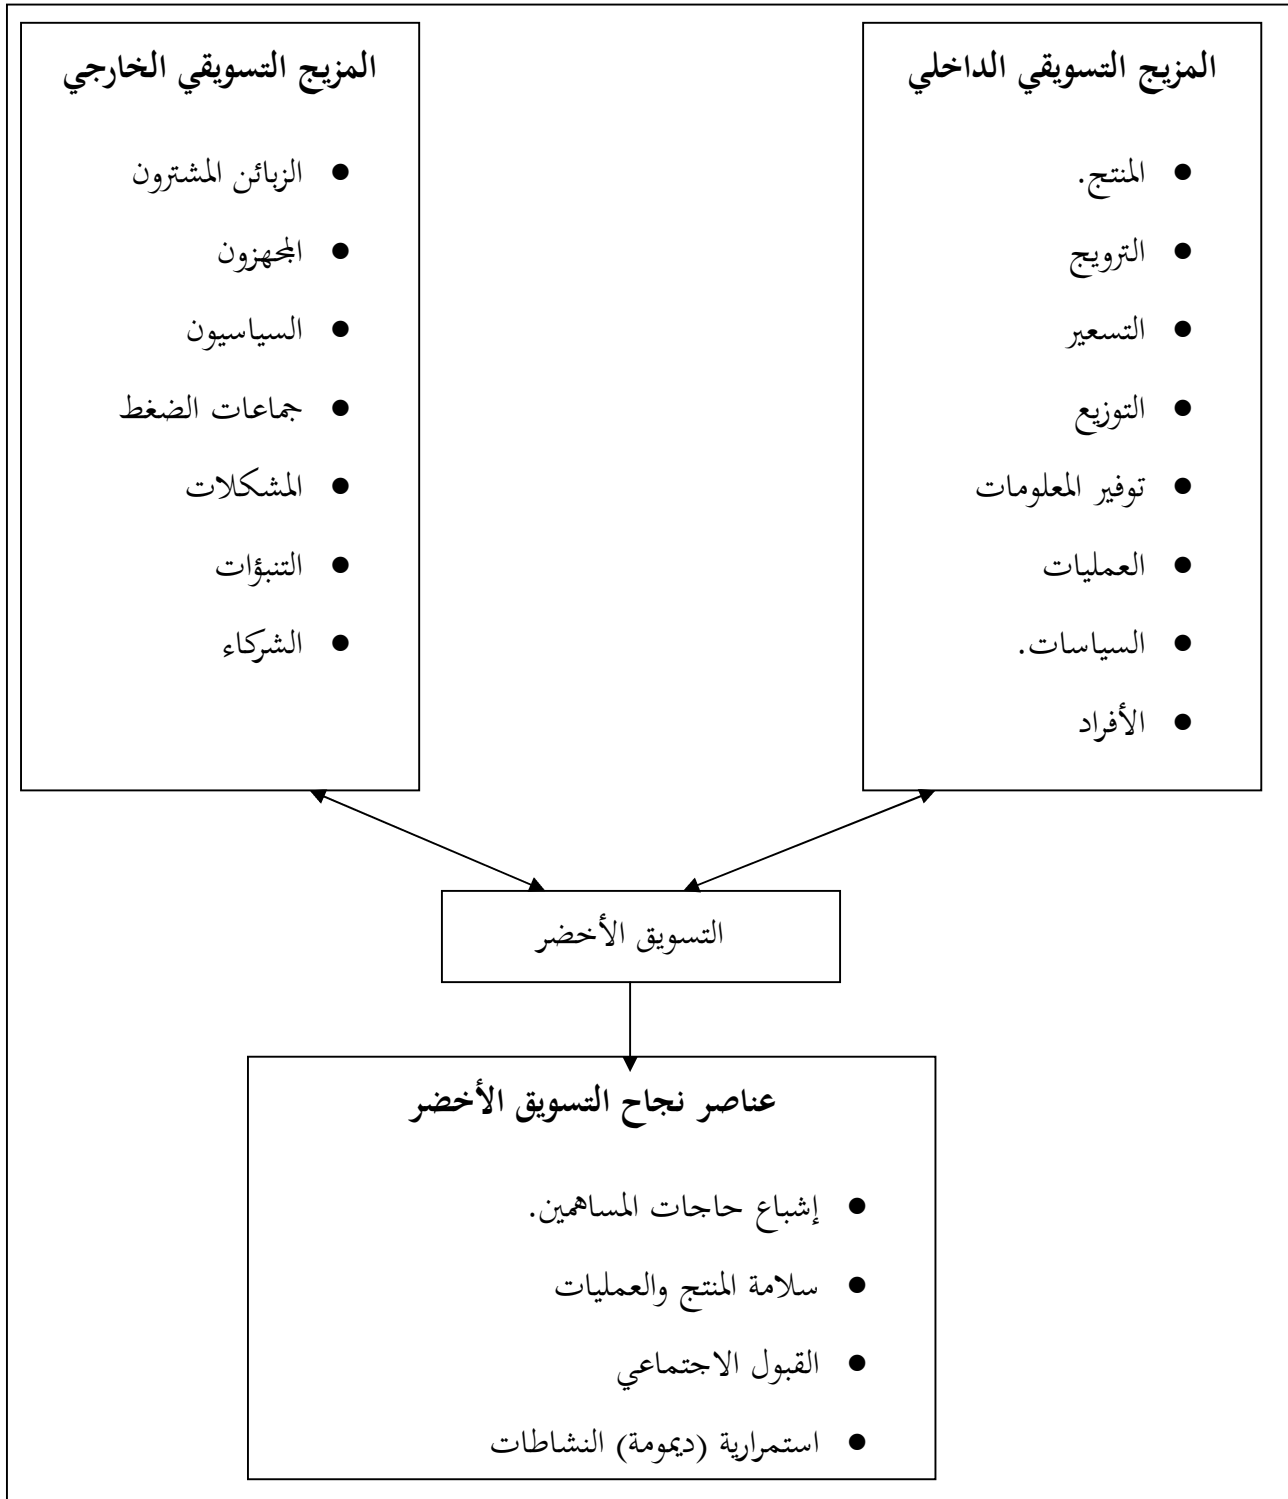 المزيج التسويقي الداخلي
● المنتج.
● الترويج
● التسعير
● التوزيع
● توفير المعلومات
● العمليات
● السياسات.
● الأفراد
المزيج التسويقي الخارجي
● الزبائن المشترون
● المجهزون
● السياسيون
● جماعات الضغط
● المشكلات
● التنبؤات
● الشركاء
التسويق الأخضر
عناصر نجاح التسويق الأخضر
● إشباع حاجات المساهمين.
● سلامة المنتج والعمليات
● القبول الاجتماعي
● استمرارية (ديمومة) النشاطات